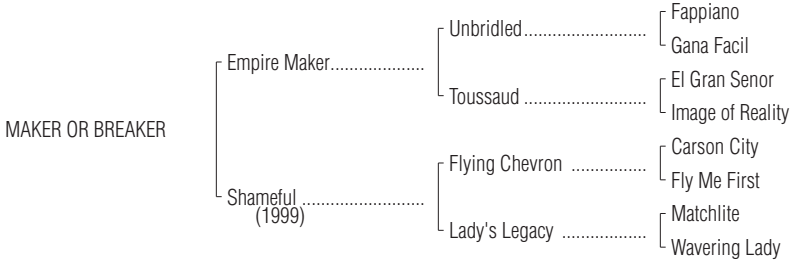 Fappiano
Unbridled..........................
Gana Facil
Empire Maker....................
El Gran Senor
Toussaud ..........................
Image of Reality
MAKER OR BREAKER
Carson City
Flying Chevron ................
Fly Me First
Shameful ..........................
(1999)
Matchlite
Lady's Legacy ..................
Wavering Lady